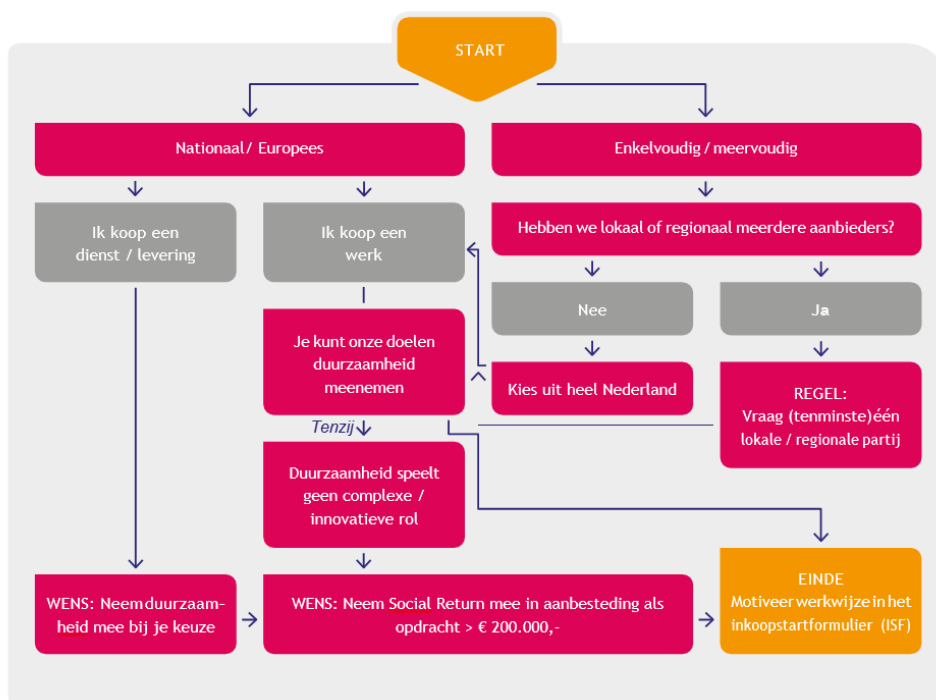 START
Nationaal / Europees
Enkelvoudig / meervoudig
Ik koop een
dienst / levering
Ik koop een
werk
Hebben we lokaal of regionaal meerdere aanbieders?
Nee
Ja
Je kunt onze doelen
duurzaamheid
meenemen
Kies uit heel Nederland
REGEL:
Vraag (tenminste)één
lokale / regionale partij
Tenzij
Duurzaamheid speelt
geen complexe /
innovatieve rol
WENS: Neem duurzaam-
heid mee bij je keuze
WENS: Neem Social Return mee in aanbesteding als
opdracht > € 200.000,-
EINDE
Motiveer werkwijze in het
inkoopstartformulier (ISF)